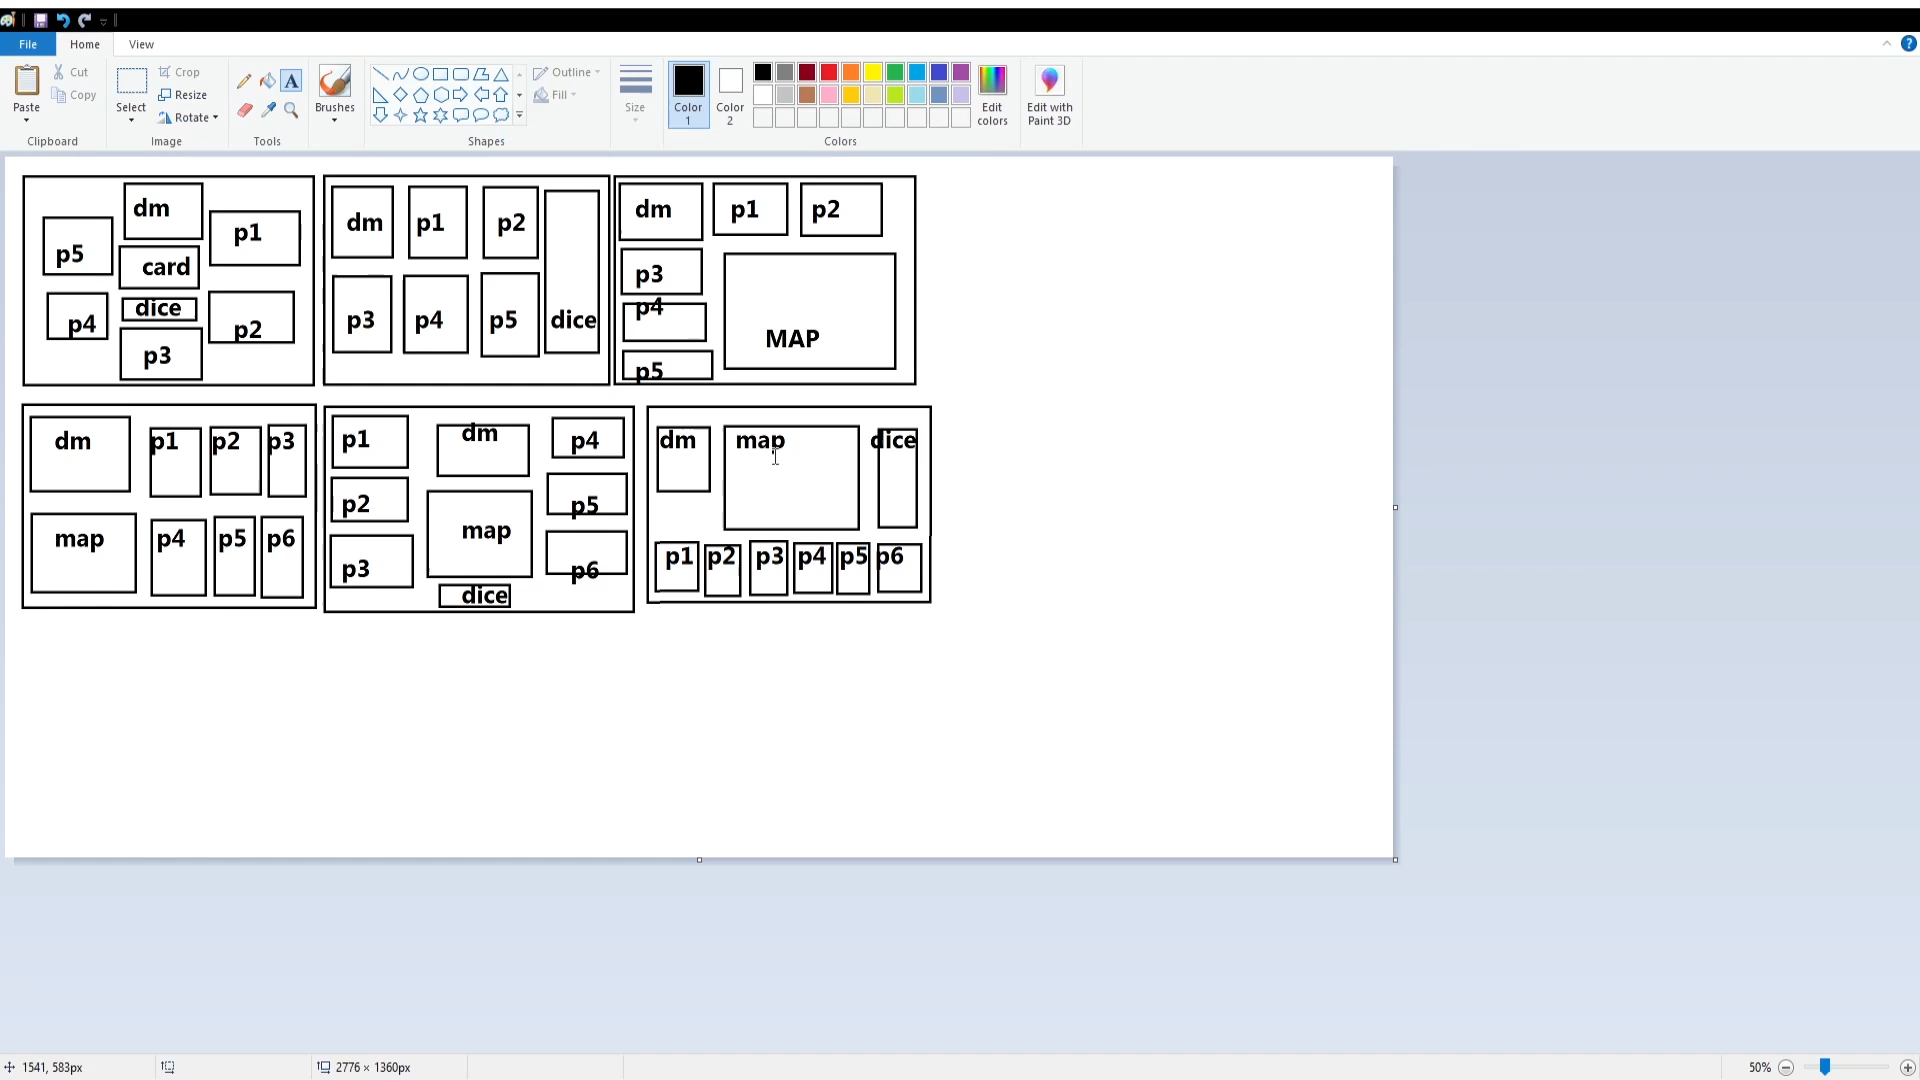 File Home View
Paste
Cut
Copy
Clipboard
Select
Crop
Resize
Rotate
Image
A
Tools
Brushes
Shapes
Outline
Fill
Size
Color 1
Color 2
Colors
Edit colors
Edit with Paint 3D
?
dm
p1
p5
card
dice
p4
p2
p3
dm p1 p2
p3 p4 p5 dice
dm p1 p2
p3
p4
MAP
p5
dm p1 p2 p3
map p4 p5 p6
p1 dm p4
p2 p5
map
p3 p6
dice
dm map dice
p1 p2 p3 p4 p5 p6
1541, 583px
2776 × 1360px
50%